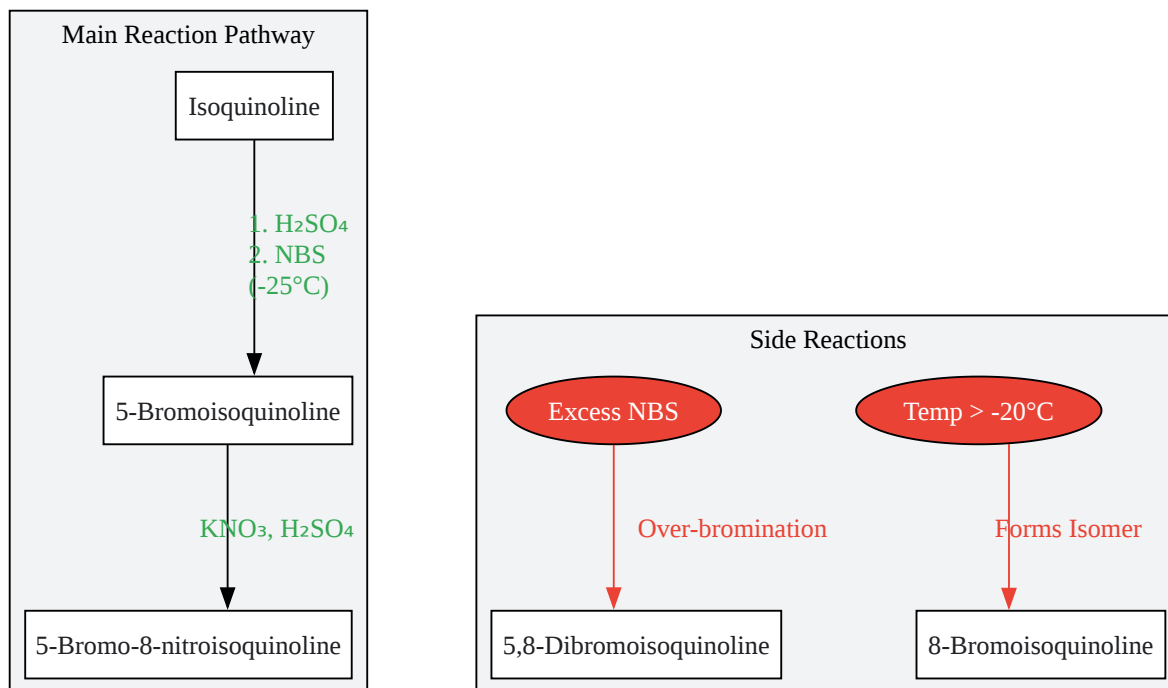 Main Reaction Pathway
Isoquinoline
1. H₂SO₄
2. NBS
(-25°C)
5-Bromoisoquinoline
KNO₃, H₂SO₄
5-Bromo-8-nitroisoquinoline
Side Reactions
Excess NBS
Temp > -20°C
Over-bromination
Forms Isomer
5,8-Dibromoisoquinoline
8-Bromoisoquinoline